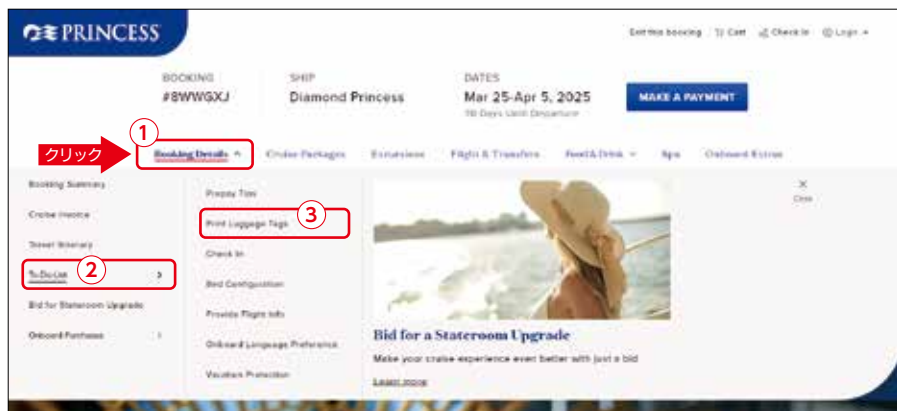 PRINCESS
Exit this booking Cart Check In Login
BOOKING SHIP DATES
#8WWGXJ Diamond Princess Mar 25-Apr 5, 2025 MAKE A PAYMENT
Days Until Departure
①
クリック
Booking Details Cruise Packages Excursions Flight & Transfers Food & Drink Spa Onboard Extras
Booking Summary Prepay Tips
Close
Cruise Invoice Print Luggage Tags ③
Travel Itinerary Check In
To Do List ② Bed Configuration
Bid for Stateroom Upgrade Provide Flight Info
Onboard Purchases Onboard Language Preference
Vacation Protection
Bid for a Stateroom Upgrade
Make your cruise experience even better with just a bid
Learn more